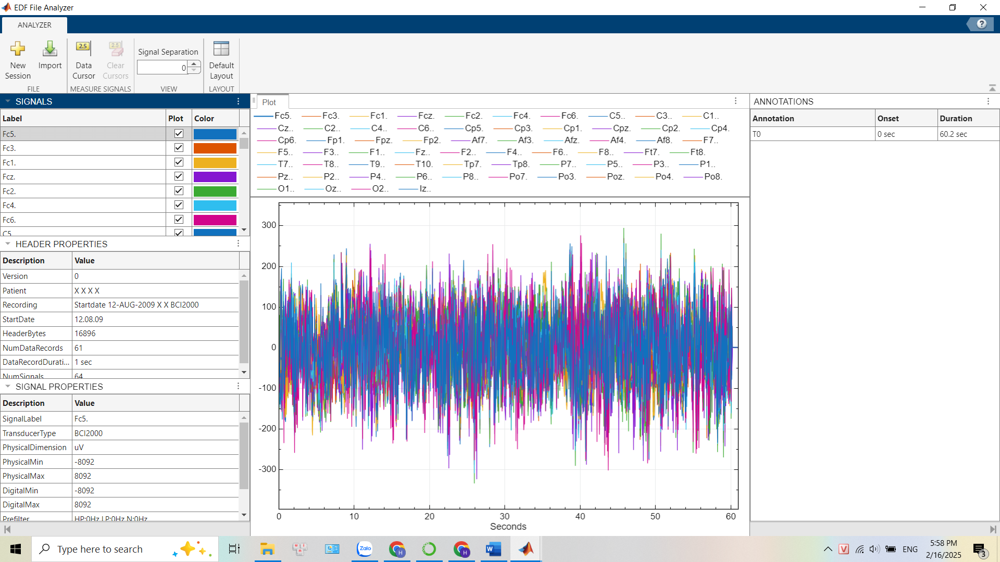 EDF File Analyzer
ANALYZER
New Session
Import
Data Cursor
Clear Cursors
Signal Separation
0
Default Layout
FILE
MEASURE SIGNALS
VIEW
LAYOUT
SIGNALS
Label Plot Color
Fc5.
Fc3.
Fc1.
Fcz.
Fc2.
Fc4.
Fc6.
C5
HEADER PROPERTIES
Description Value
Version 0
Patient X X X X
Recording Startdate 12-AUG-2009 X X BCI2000
StartDate 12.08.09
HeaderBytes 16896
NumDataRecords 61
DataRecordDurati... 1 sec
NumSignals 64
SIGNAL PROPERTIES
Description Value
SignalLabel Fc5.
TransducerType BCI2000
PhysicalDimension uV
PhysicalMin -8092
PhysicalMax 8092
DigitalMin -8092
DigitalMax 8092
Prefilter HP:0Hz LP:0Hz N:0Hz
Plot
Fc5. Fc3. Fc1. Fcz. Fc2. Fc4. Fc6. C5.. C3.. C1..
Cz.. C2.. C4.. C6.. Cp5. Cp3. Cp1. Cpz. Cp2. Cp4.
Cp6. Fp1. Fpz. Fp2. Af7. Af3. Afz. Af4. Af8. F7..
F5.. F3.. F1.. Fz.. F2.. F4.. F6.. F8.. Ft7. Ft8.
T7.. T8.. T9.. T10. Tp7. Tp8. P7.. P5.. P3.. P1..
Pz.. P2.. P4.. P6.. P8.. Po7. Po3. Poz. Po4. Po8.
O1.. Oz.. O2.. Iz..
300
200
100
0
-100
-200
-300
0 10 20 30 40 50 60
Seconds
ANNOTATIONS
Annotation Onset Duration
T0 0 sec 60.2 sec
Type here to search
Zalo
H
H
W
V
ENG
5:58 PM
2/16/2025
3